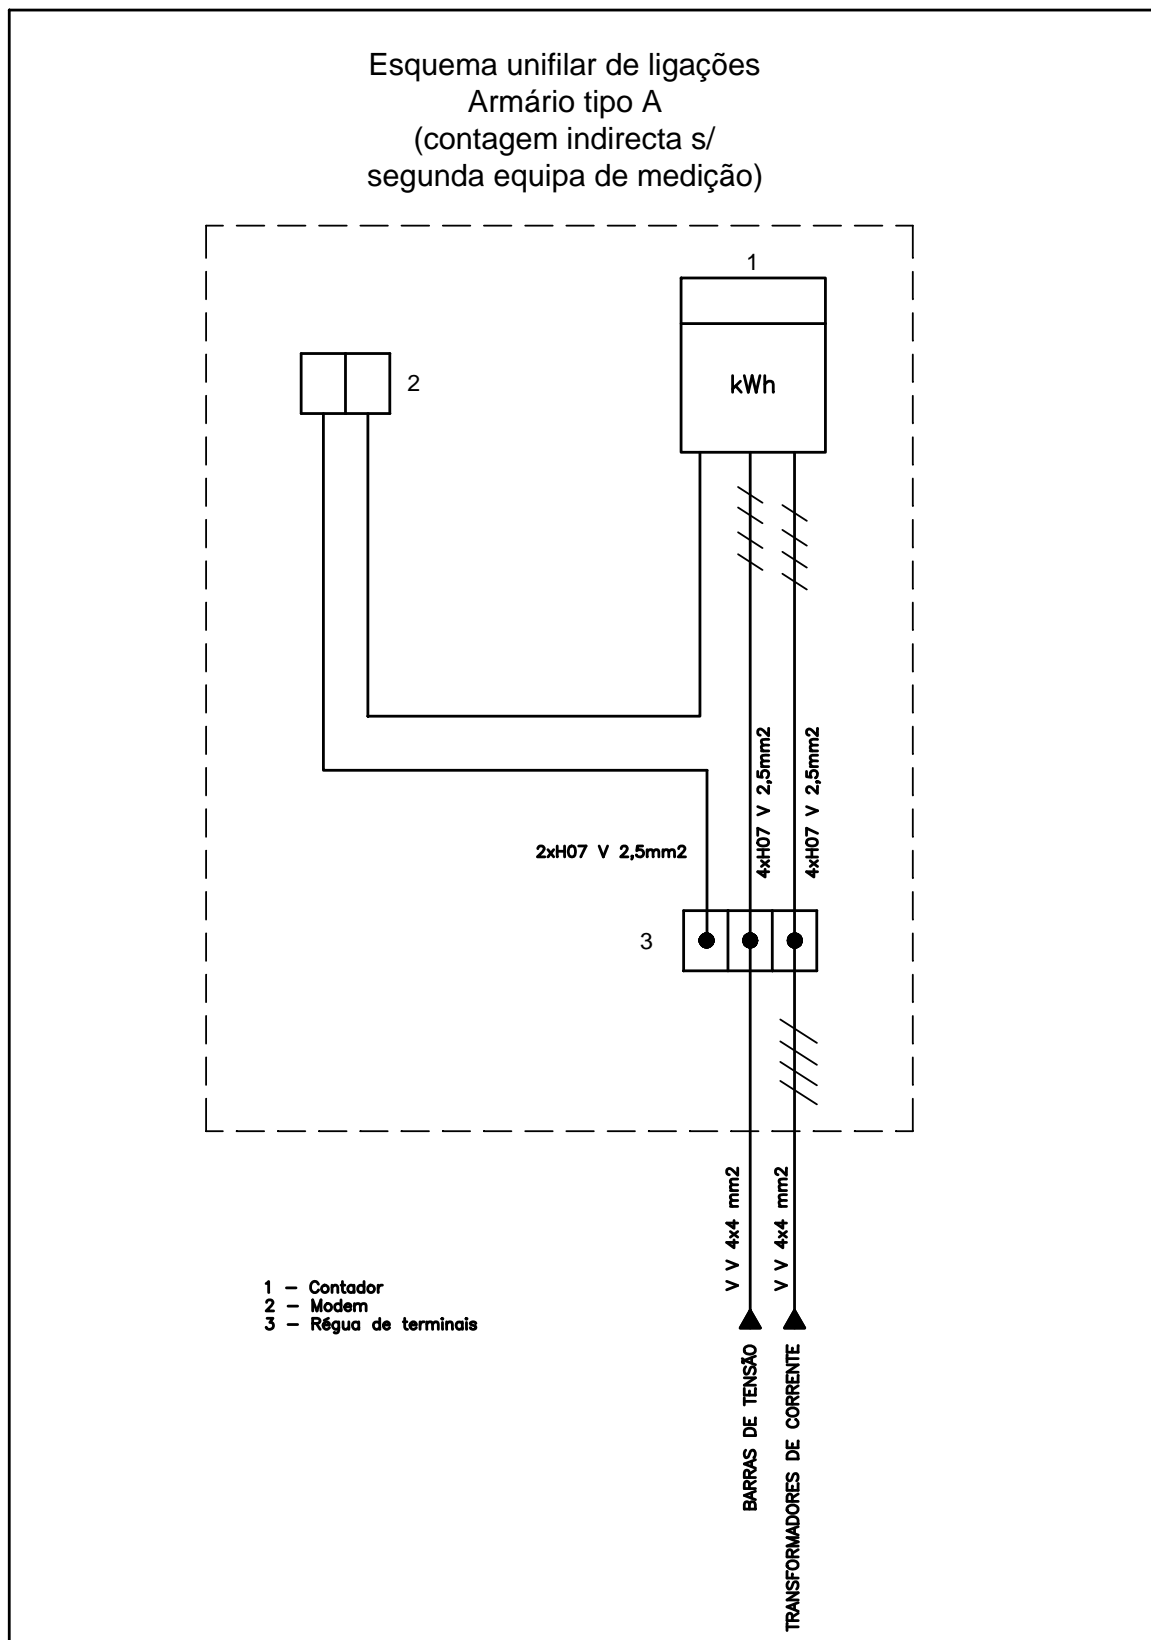 Esquema unifilar de ligações
Armário tipo A
(contagem indirecta s/
segunda equipa de medição)
1
kWh
2
4xH07 V 2,5mm2
4xH07 V 2,5mm2
2xH07 V 2,5mm2
3
V V 4x4 mm2
V V 4x4 mm2
1 - Contador
2 - Modem
3 - Régua de terminais
BARRAS DE TENSÃO
TRANSFORMADORES DE CORRENTE